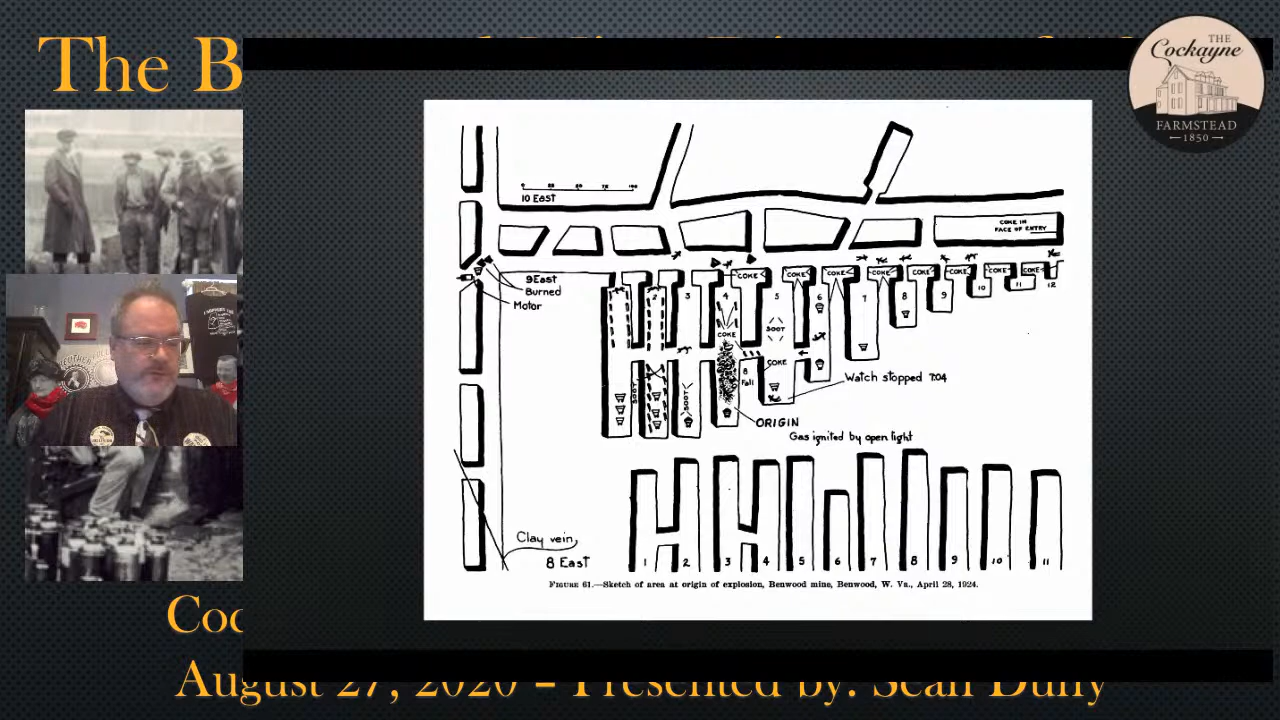 The B
THE
Cockayne
FARMSTEAD
1850
10 East
COKE IN
FACE OF ENTRY
9 East
Burned
Motor
COKE
COKE
COKE
COKE
COKE
COKE
COKE
COKE
1
2
3
4
5
6
7
8
9
10
11
12
COKE
SOOT
COKE
Fall
SOOT
SOOT
Watch stopped 7:04
ORIGIN
Gas ignited by open light
Clay vein
8 East
1 2 3 4 5 6 7 8 9 10 11
FIGURE 61.—Sketch of area at origin of explosion, Benwood mine, Benwood, W. Va., April 28, 1924.
Coc
August 27, 2020 – Presented by: Sean Duffy